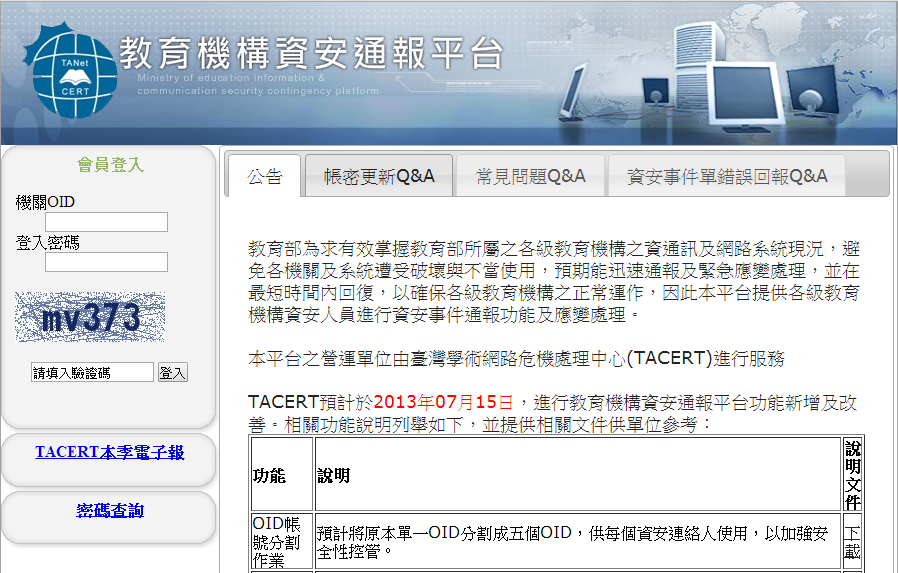 TANet
CERT
教育機構資安通報平台
Ministry of education information &
communication security contingency platform
會員登入
機關OID
登入密碼
mv373
請填入驗證碼
登入
TACERT本季電子報
密碼查詢
公告
帳密更新Q&A
常見問題Q&A
資安事件單錯誤回報Q&A
教育部為求有效掌握教育部所屬之各級教育機構之資通訊及網路系統現況，避
免各機關及系統遭受破壞與不當使用，預期能迅速通報及緊急應變處理，並在
最短時間內回復，以確保各級教育機構之正常運作，因此本平台提供各級教育
機構資安人員進行資安事件通報功能及應變處理。
本平台之營運單位由臺灣學術網路危機處理中心(TACERT)進行服務
TACERT預計於2013年07月15日，進行教育機構資安通報平台功能新增及改
善。相關功能說明列舉如下，並提供相關文件供單位參考：
功能
說明
說
明
文
件
OID帳
號分割
作業
預計將原本單一OID分割成五個OID，供每個資安連絡人使用，以加強安
全性控管。
下
載